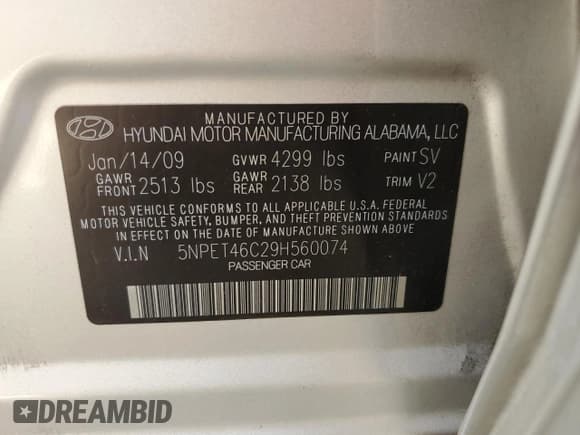 MANUFACTURED BY
HYUNDAI MOTOR MANUFACTURING ALABAMA, LLC
Jan/14/09 GVWR 4299 lbs PAINT SV
GAWR FRONT 2513 lbs GAWR REAR 2138 lbs TRIM V2
THIS VEHICLE CONFORMS TO ALL APPLICABLE U.S.A. FEDERAL
MOTOR VEHICLE SAFETY, BUMPER, AND THEFT PREVENTION STANDARDS
IN EFFECT ON THE DATE OF MANUFACTURE SHOWN ABOVE.
V.I.N 5NPET46C29H560074
PASSENGER CAR
DREAMBID